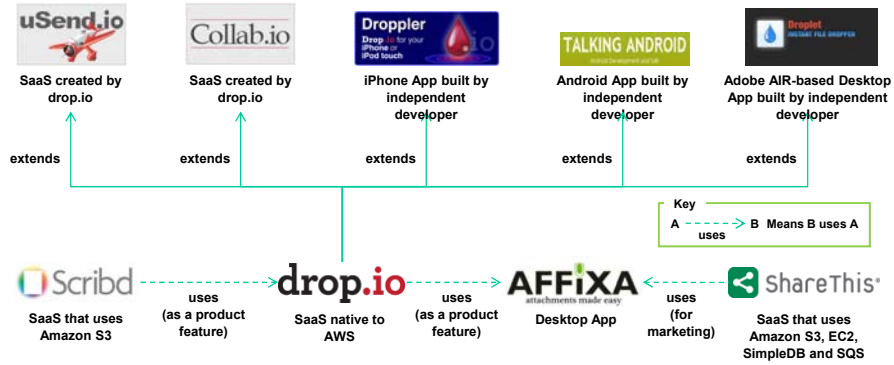 uSend.io
SaaS created by
drop.io
Collab.io
SaaS created by
drop.io
Droppler
Drop.io for your
iPhone or
iPod touch
.io
iPhone App built by
independent
developer
TALKING ANDROID
Android App built by
independent
developer
Droplet
INSTANT FILE DROPPER
Adobe AIR-based Desktop
App built by independent
developer
extends
extends
extends
extends
extends
Key
A
B Means B uses A
uses
Scribd
SaaS that uses
Amazon S3
uses
(as a product
feature)
drop.io
SaaS native to
AWS
uses
(as a product
feature)
AFFiXA
attachments made easy
Desktop App
uses
(for
marketing)
ShareThis
SaaS that uses
Amazon S3, EC2,
SimpleDB and SQS